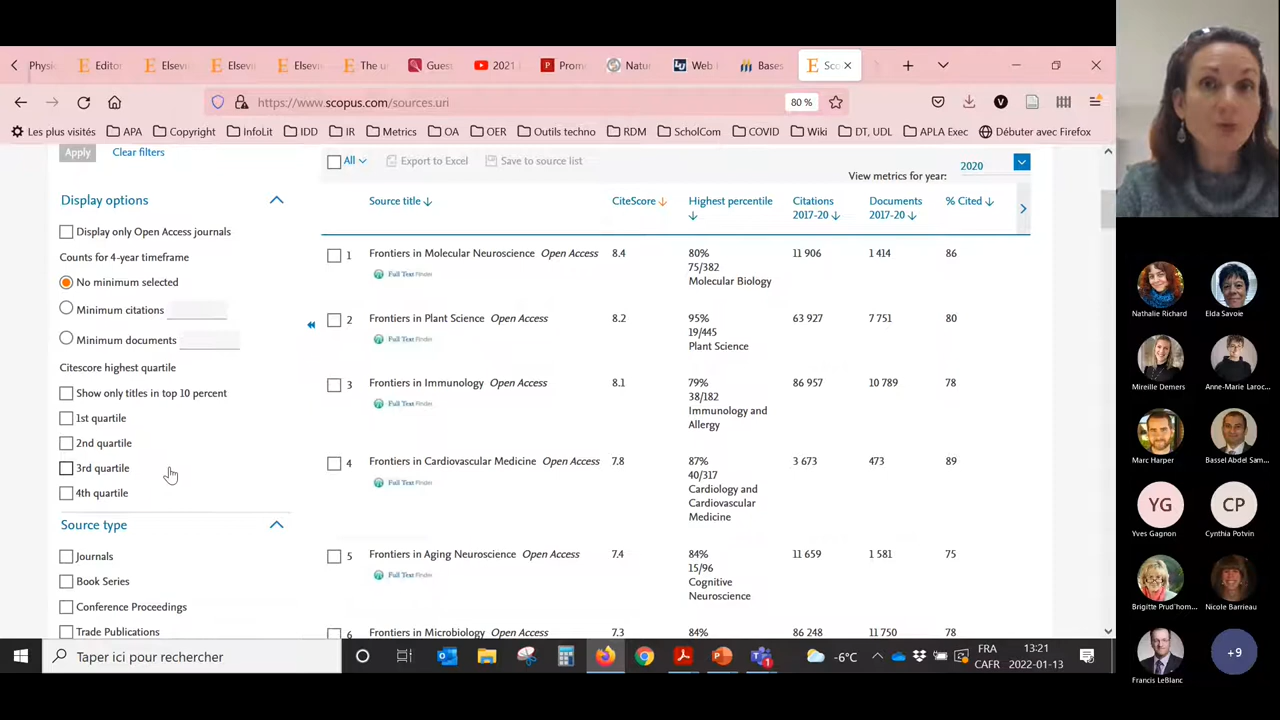 Physi
Editor
Elsevi
Elsevi
Elsevi
The u
Guest
2021
Prom
Natur
Web
Bases
Sco
https://www.scopus.com/sources.uri
80 %
Les plus visités
APA
Copyright
InfoLit
IDD
IR
Metrics
OA
OER
Outils techno
RDM
ScholCom
COVID
Wiki
DT, UDL
APLA Exec
Débuter avec Firefox
Apply
Clear filters
All
Export to Excel
Save to source list
View metrics for year:
2020
Display options
Display only Open Access journals
Counts for 4-year timeframe
No minimum selected
Minimum citations
Minimum documents
Citescore highest quartile
Show only titles in top 10 percent
1st quartile
2nd quartile
3rd quartile
4th quartile
Source type
Journals
Book Series
Conference Proceedings
Trade Publications
Source title
CiteScore
Highest percentile
Citations
2017-20
Documents
2017-20
% Cited
1
Frontiers in Molecular Neuroscience Open Access
Full Text Finder
8.4
80%
75/382
Molecular Biology
11 906
1 414
86
2
Frontiers in Plant Science Open Access
Full Text Finder
8.2
95%
19/445
Plant Science
63 927
7 751
80
3
Frontiers in Immunology Open Access
Full Text Finder
8.1
79%
38/182
Immunology and
Allergy
86 957
10 789
78
4
Frontiers in Cardiovascular Medicine Open Access
Full Text Finder
7.8
87%
40/317
Cardiology and
Cardiovascular
Medicine
3 673
473
89
5
Frontiers in Aging Neuroscience Open Access
Full Text Finder
7.4
84%
15/96
Cognitive
Neuroscience
11 659
1 581
75
6
Frontiers in Microbiology Open Access
7.3
84%
86 248
11 750
78
Taper ici pour rechercher
-6°C
FRA
CAFR
13:21
2022-01-13
Nathalie Richard
Elda Savoie
Mireille Demers
Anne-Marie Laroc...
Marc Harper
Bassel Abdel Sam...
YG
Yves Gagnon
CP
Cynthia Potvin
Brigitte Prud'hom...
Nicole Barrieau
Francis LeBlanc
+9